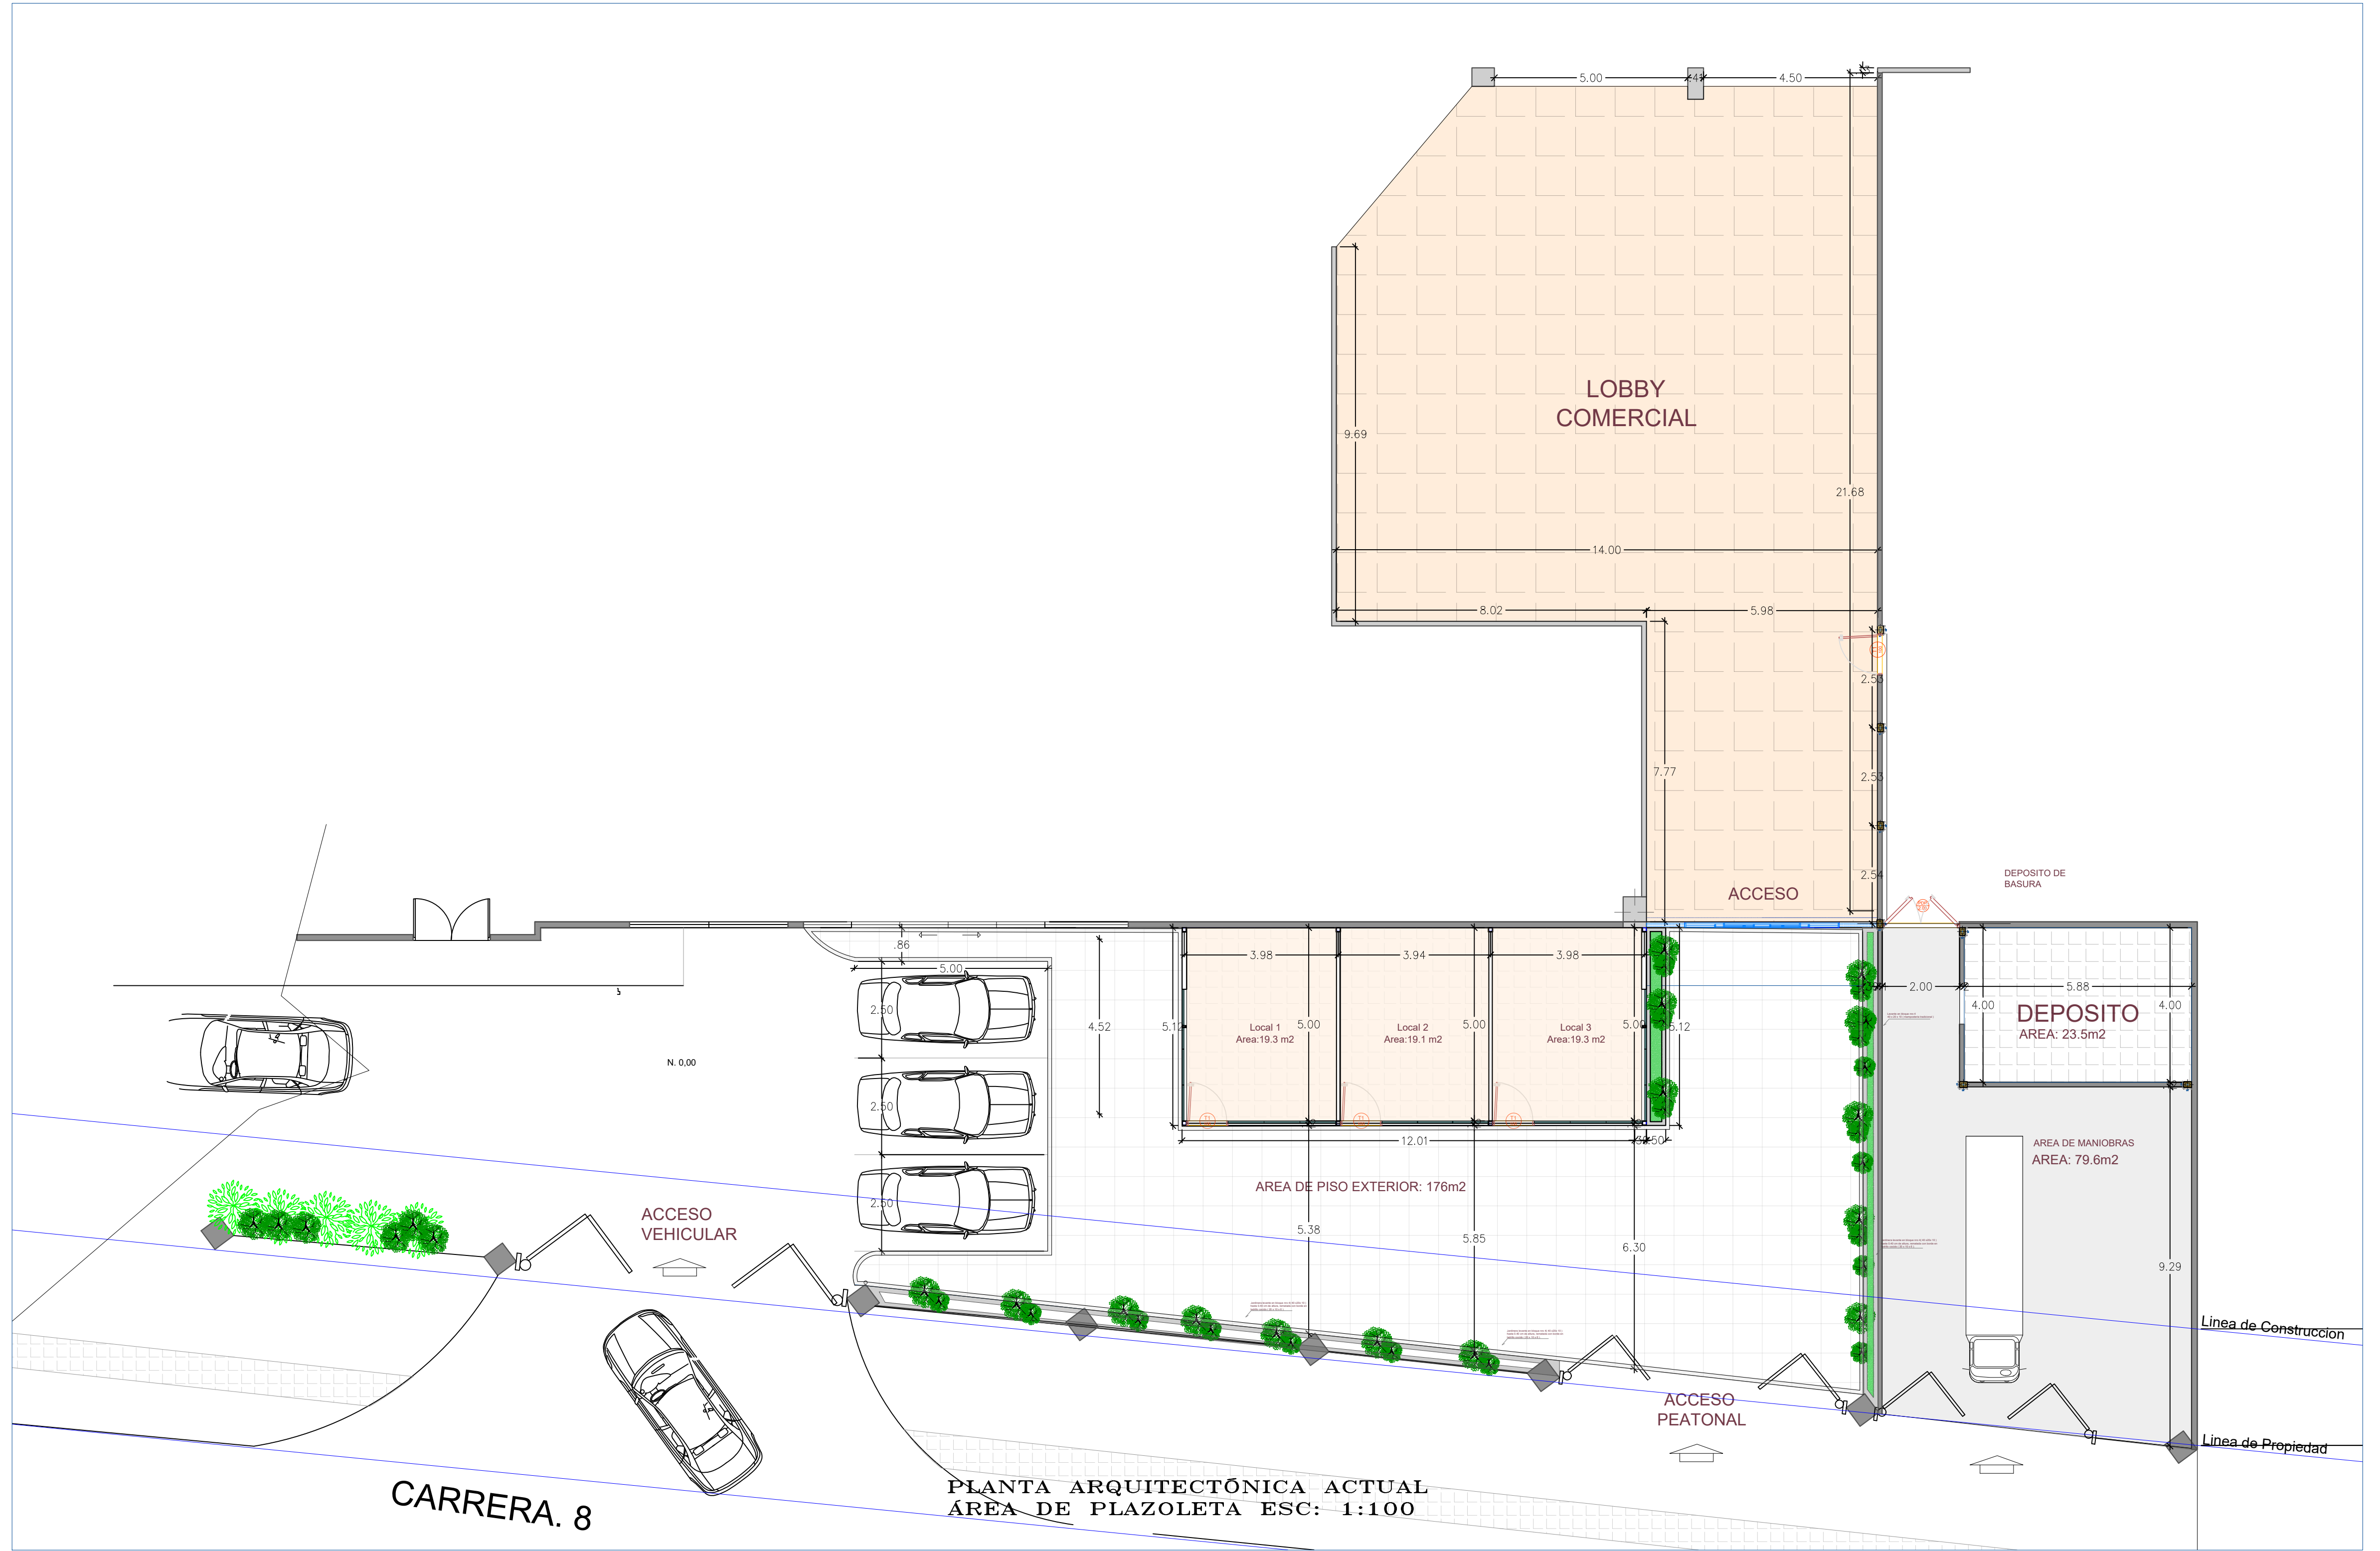 5.00
.41
4.50
LOBBY
COMERCIAL
9.69
21.68
14.00
8.02
5.98
2.53
7.77
2.53
2.54
ACCESO
DEPOSITO DE
BASURA
.86
5.00
3.98
3.94
3.98
2.00
5.88
2.50
4.52
5.12
Local 1
Area:19.3 m2
5.00
Local 2
Area:19.1 m2
5.00
Local 3
Area:19.3 m2
5.00
5.12
4.00
DEPOSITO
AREA: 23.5m2
4.00
N. 0,00
2.50
12.01
.50
AREA DE MANIOBRAS
AREA: 79.6m2
AREA DE PISO EXTERIOR: 176m2
2.50
ACCESO
VEHICULAR
5.38
5.85
6.30
9.29
Linea de Construccion
ACCESO
PEATONAL
Linea de Propiedad
CARRERA. 8
PLANTA ARQUITECTÓNICA ACTUAL
ÁREA DE PLAZOLETA ESC: 1:100